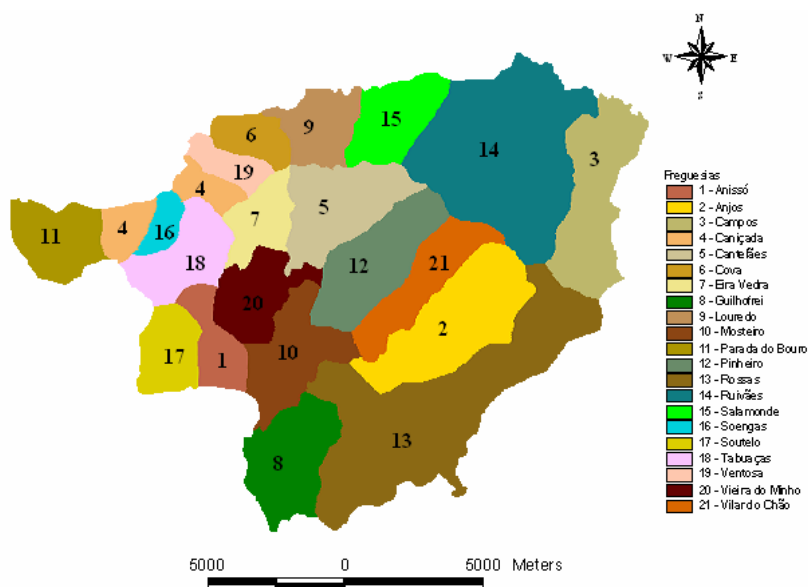 N
W E
S
15
6
9
14
3
19
4
5
7
11
4
16
18
12
21
20
2
17
1
10
13
8
Freguesias
1 - Anissó
2 - Anjos
3 - Campos
4 - Caniçada
5 - Cantelães
6 - Cova
7 - Eira Vedra
8 - Guilhofrei
9 - Louredo
10 - Mosteiro
11 - Parada do Bouro
12 - Pinheiro
13 - Rossas
14 - Ruivães
15 - Salamonde
16 - Soengas
17 - Soutelo
18 - Tabuaças
19 - Ventosa
20 - Vieira do Minho
21 - Vilar do Chão
5000 0 5000 Meters